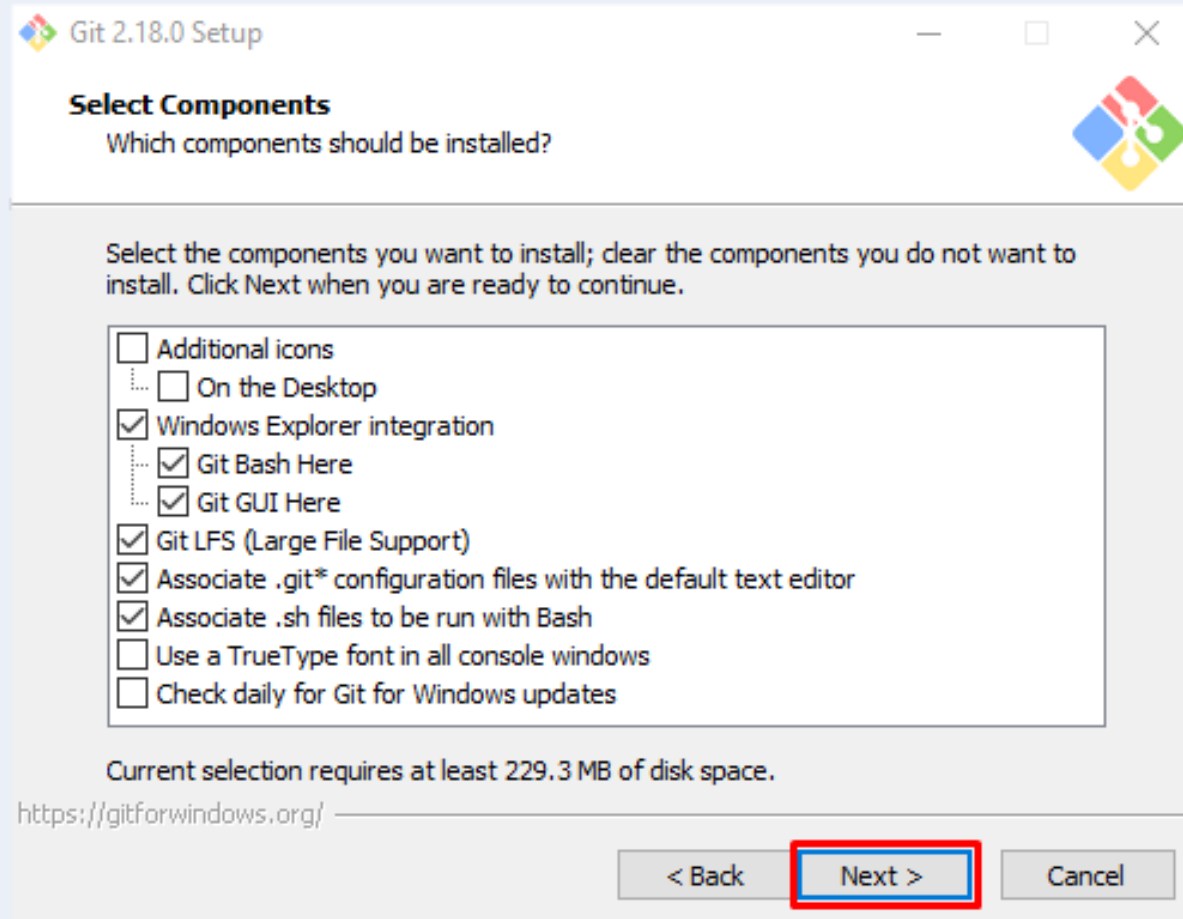 Git 2.18.0 Setup
Select Components
Which components should be installed?
Select the components you want to install; clear the components you do not want to
install. Click Next when you are ready to continue.
Additional icons
On the Desktop
Windows Explorer integration
Git Bash Here
Git GUI Here
Git LFS (Large File Support)
Associate .git* configuration files with the default text editor
Associate .sh files to be run with Bash
Use a TrueType font in all console windows
Check daily for Git for Windows updates
Current selection requires at least 229.3 MB of disk space.
https://gitforwindows.org/
< Back Next > Cancel